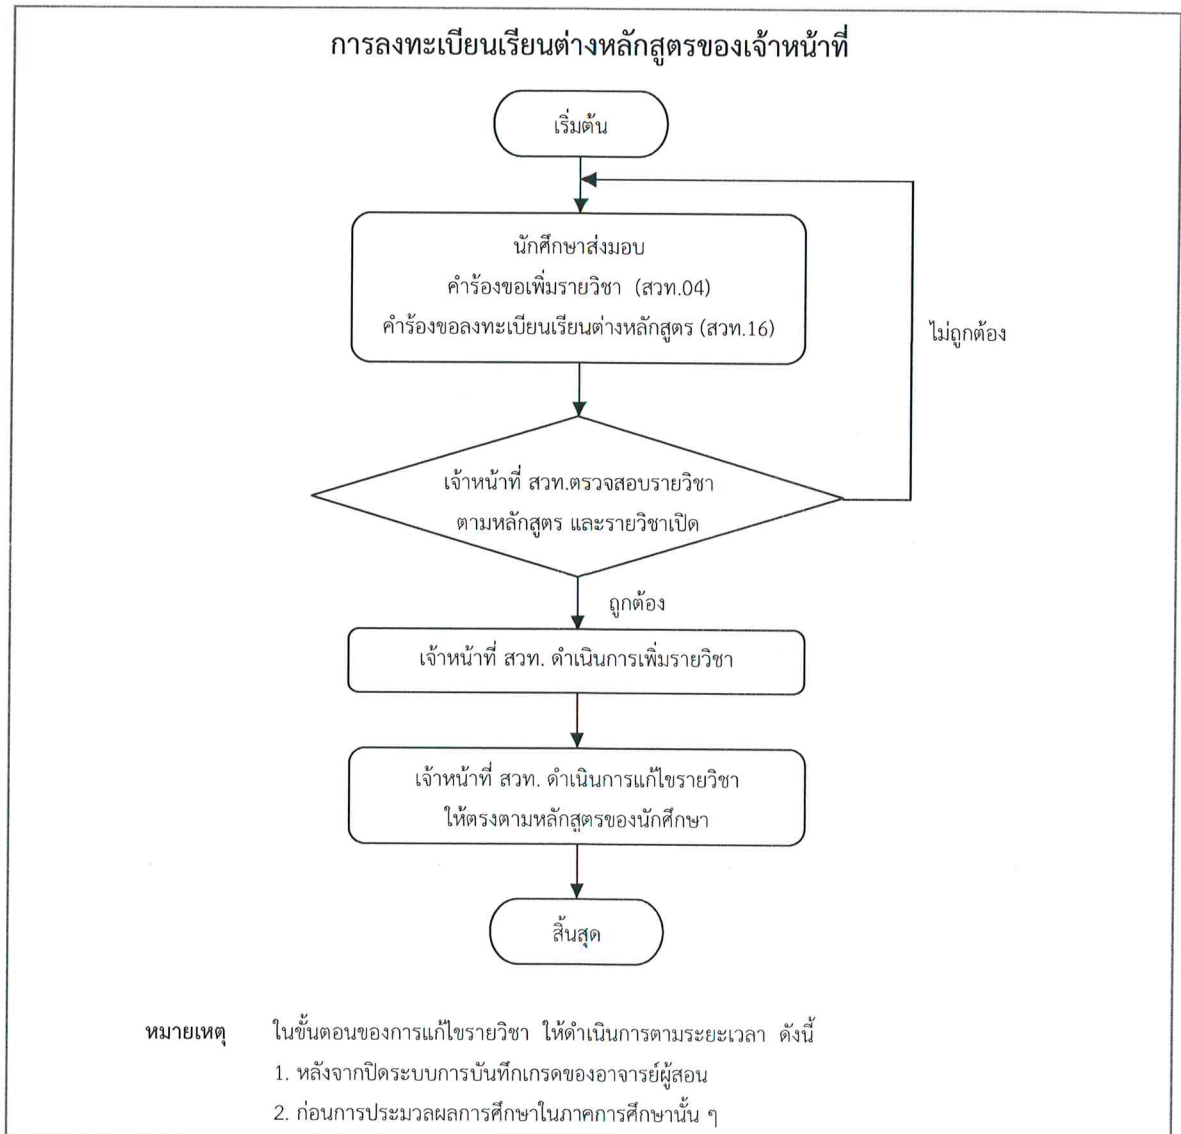 การลงทะเบียนเรียนต่างหลักสูตรของเจ้าหน้าที่
เริ่มต้น
นักศึกษาส่งมอบ
คำร้องขอเพิ่มรายวิชา (สวท.04)
คำร้องขอลงทะเบียนเรียนต่างหลักสูตร (สวท.16)
ไม่ถูกต้อง
เจ้าหน้าที่ สวท.ตรวจสอบรายวิชา
ตามหลักสูตร และรายวิชาเปิด
ถูกต้อง
เจ้าหน้าที่ สวท. ดำเนินการเพิ่มรายวิชา
เจ้าหน้าที่ สวท. ดำเนินการแก้ไขรายวิชา
ให้ตรงตามหลักสูตรของนักศึกษา
สิ้นสุด
หมายเหตุ ในขั้นตอนของการแก้ไขรายวิชา ให้ดำเนินการตามระยะเวลา ดังนี้
1. หลังจากปิดระบบการบันทึกเกรดของอาจารย์ผู้สอน
2. ก่อนการประมวลผลการศึกษาในภาคการศึกษานั้น ๆ